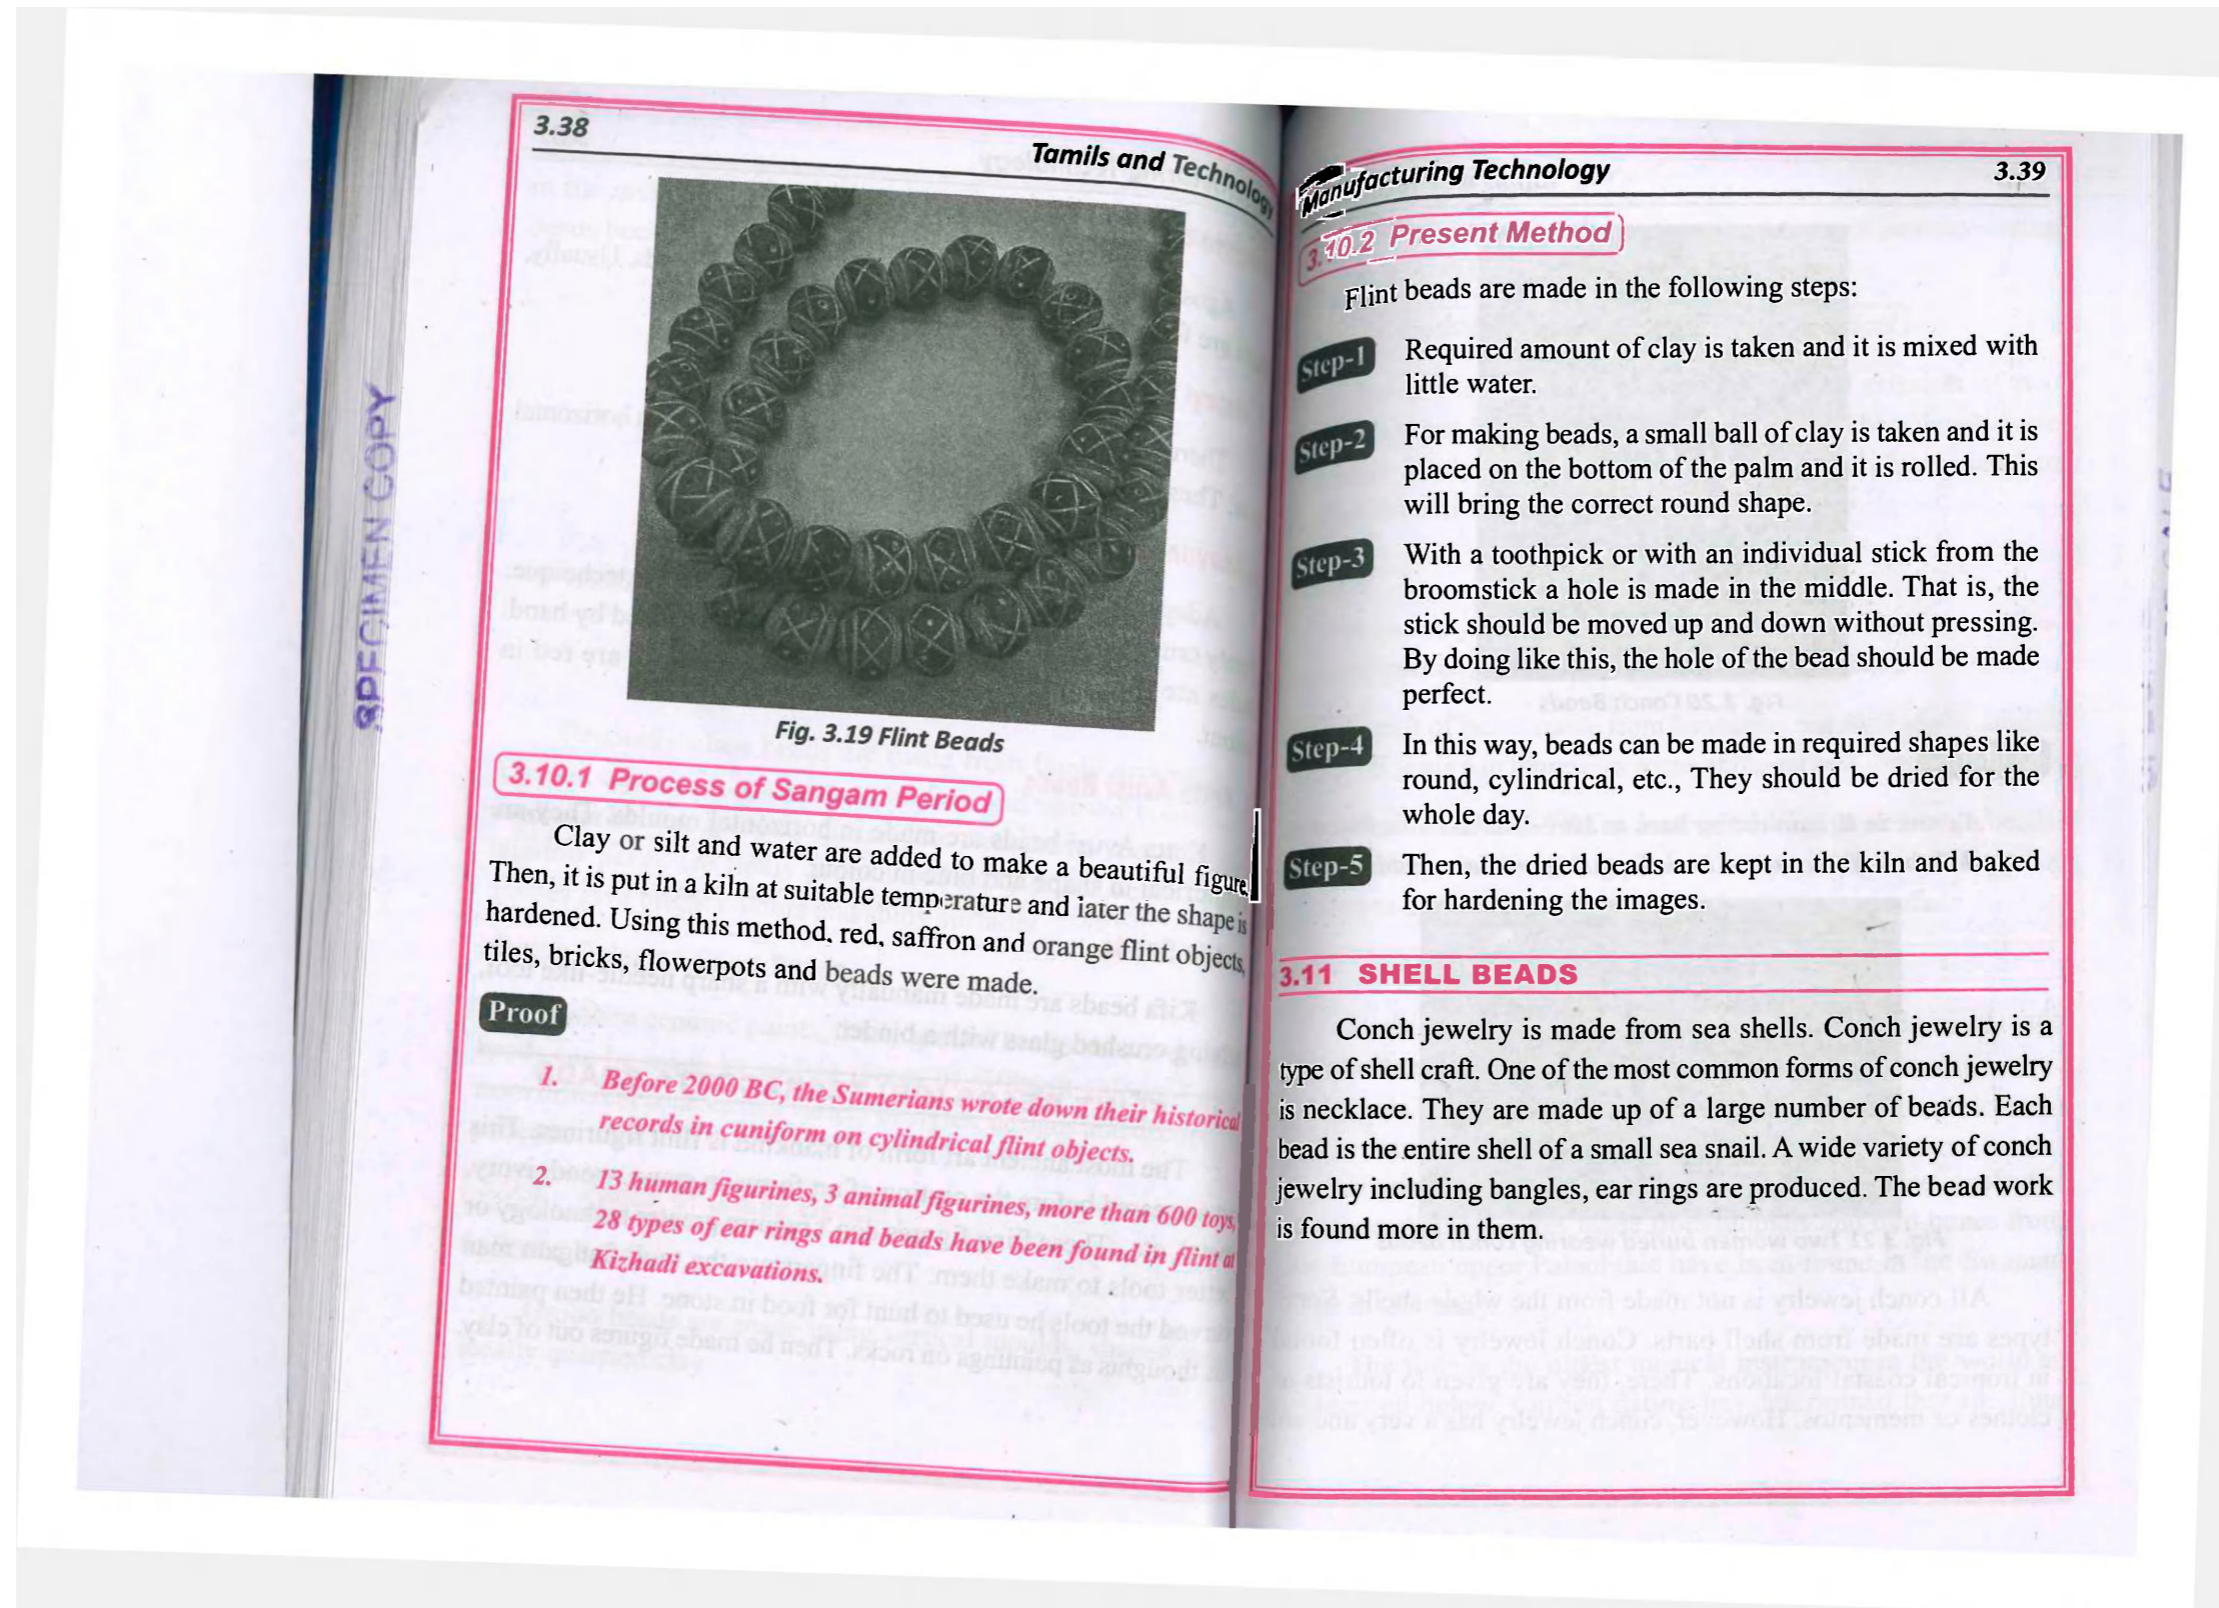 SPECIMEN COPY
3.38
Tamils and Technology
Fig. 3.19 Flint Beads
3.10.1 Process of Sangam Period
Clay or silt and water are added to make a beautiful figure.
Then, it is put in a kiln at suitable temperature and later the shape is
hardened. Using this method, red, saffron and orange flint objects,
tiles, bricks, flowerpots and beads were made.
Proof
1. Before 2000 BC, the Sumerians wrote down their historical
records in cuniform on cylindrical flint objects.
2. 13 human figurines, 3 animal figurines, more than 600 toys,
28 types of ear rings and beads have been found in flint at
Kizhadi excavations.
Manufacturing Technology 3.39
3.10.2 Present Method
Flint beads are made in the following steps:
Step-1 Required amount of clay is taken and it is mixed with
little water.
Step-2 For making beads, a small ball of clay is taken and it is
placed on the bottom of the palm and it is rolled. This
will bring the correct round shape.
Step-3 With a toothpick or with an individual stick from the
broomstick a hole is made in the middle. That is, the
stick should be moved up and down without pressing.
By doing like this, the hole of the bead should be made
perfect.
Step-4 In this way, beads can be made in required shapes like
round, cylindrical, etc., They should be dried for the
whole day.
Step-5 Then, the dried beads are kept in the kiln and baked
for hardening the images.
3.11 SHELL BEADS
Conch jewelry is made from sea shells. Conch jewelry is a
type of shell craft. One of the most common forms of conch jewelry
is necklace. They are made up of a large number of beads. Each
bead is the entire shell of a small sea snail. A wide variety of conch
jewelry including bangles, ear rings are produced. The bead work
is found more in them.